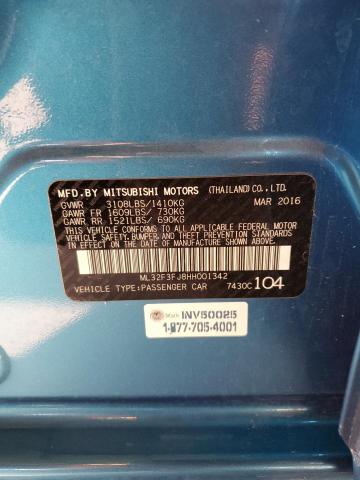 MFD.BY MITSUBISHI MOTORS (THAILAND) CO., LTD.
GVWR 3108LBS/1410KG MAR 2016
GAWR FR 1609LBS/ 730KG
GAWR RR 1521LBS/ 690KG
THIS VEHICLE CONFORMS TO ALL APPLICABLE FEDERAL MOTOR
VEHICLE SAFETY, BUMPER, AND THEFT PREVENTION STANDARDS
IN EFFECT ON THE DATE OF MANUFACTURE SHOWN ABOVE.
ML32F3FJ8HH001342
VEHICLE TYPE:PASSENGER CAR 7430C 104
INV50025
1-877-705-4001